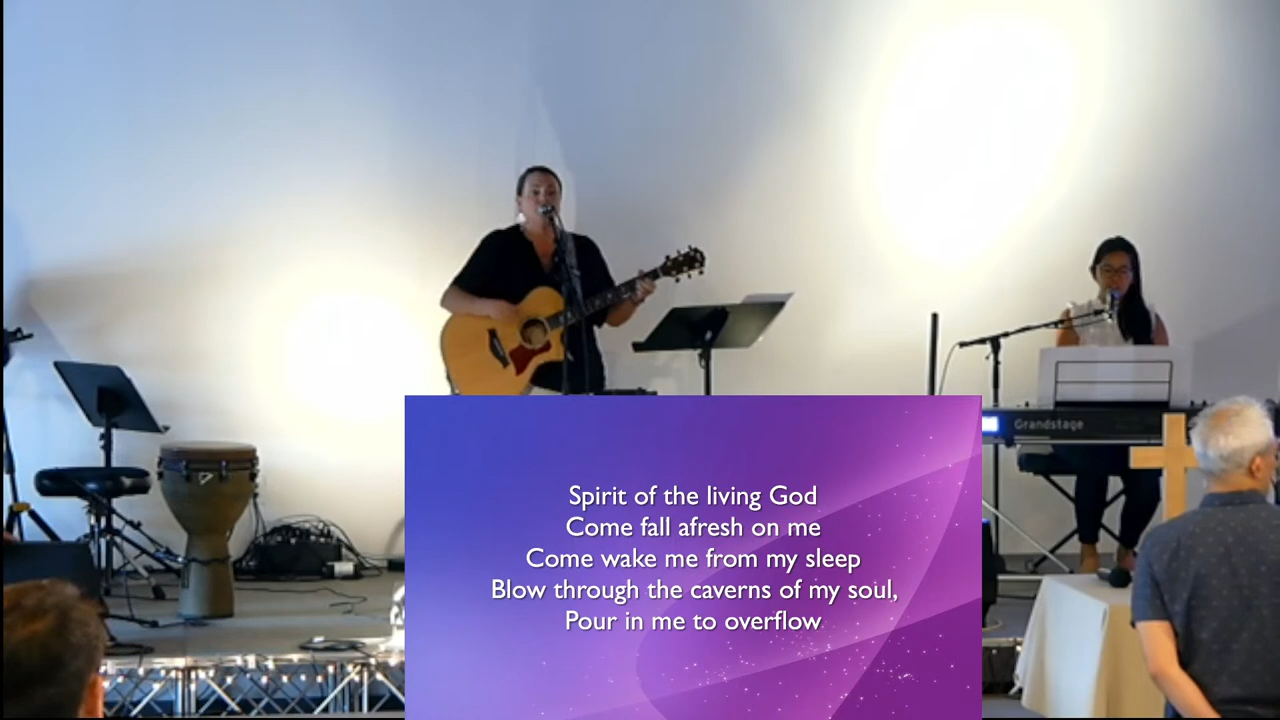 Grandstage
Spirit of the living God
Come fall afresh on me
Come wake me from my sleep
Blow through the caverns of my soul,
Pour in me to overflow